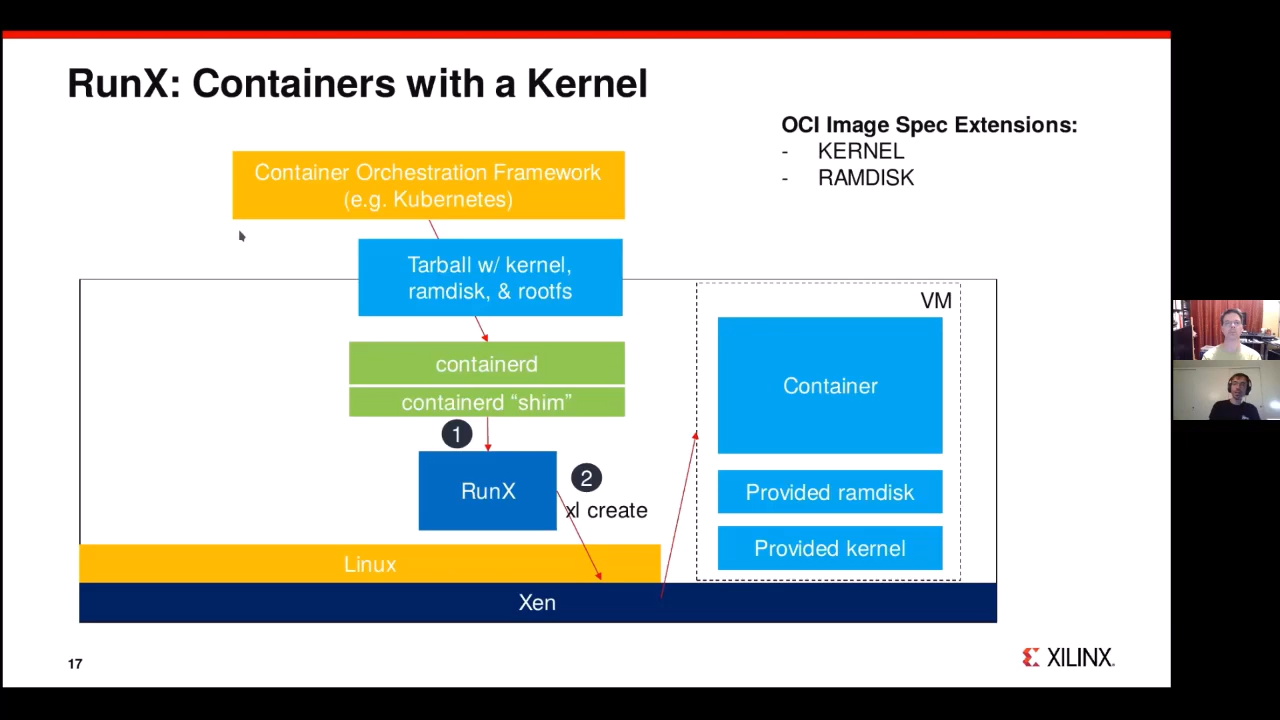 RunX: Containers with a Kernel
OCI Image Spec Extensions:
- KERNEL
- RAMDISK
Container Orchestration Framework
(e.g. Kubernetes)
Tarball w/ kernel,
ramdisk, & rootfs
containerd
containerd “shim”
1
RunX
2
xl create
VM
Container
Provided ramdisk
Provided kernel
Linux
Xen
17
XILINX.